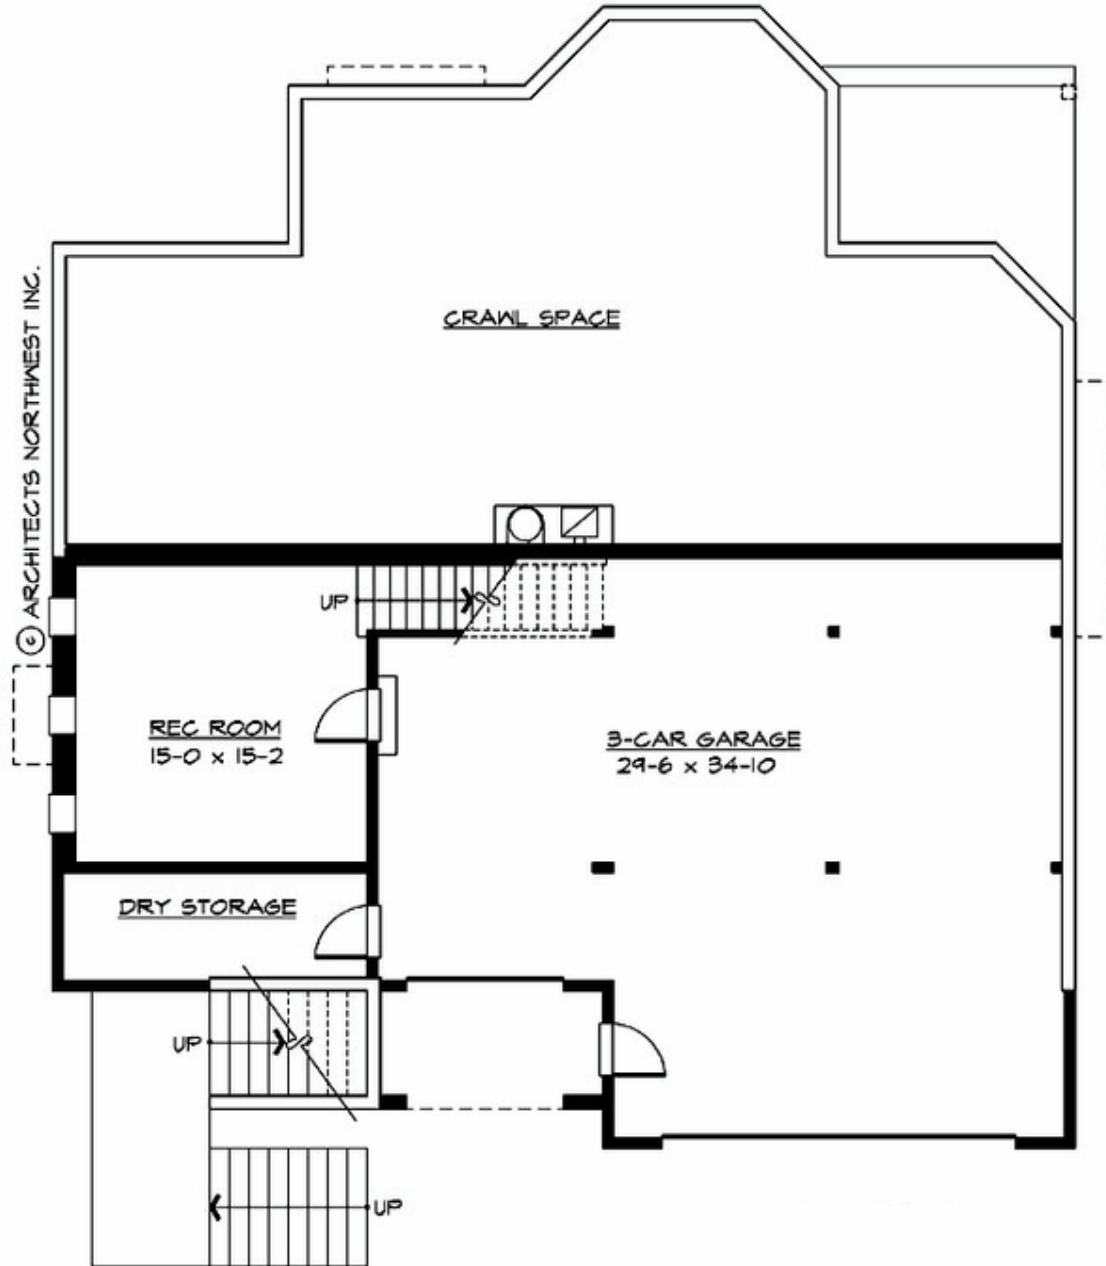 CRAWL SPACE
© ARCHITECTS NORTHWEST INC.
UP
REC ROOM
15-0 x 15-2
3-CAR GARAGE
29-6 x 34-10
DRY STORAGE
UP
UP